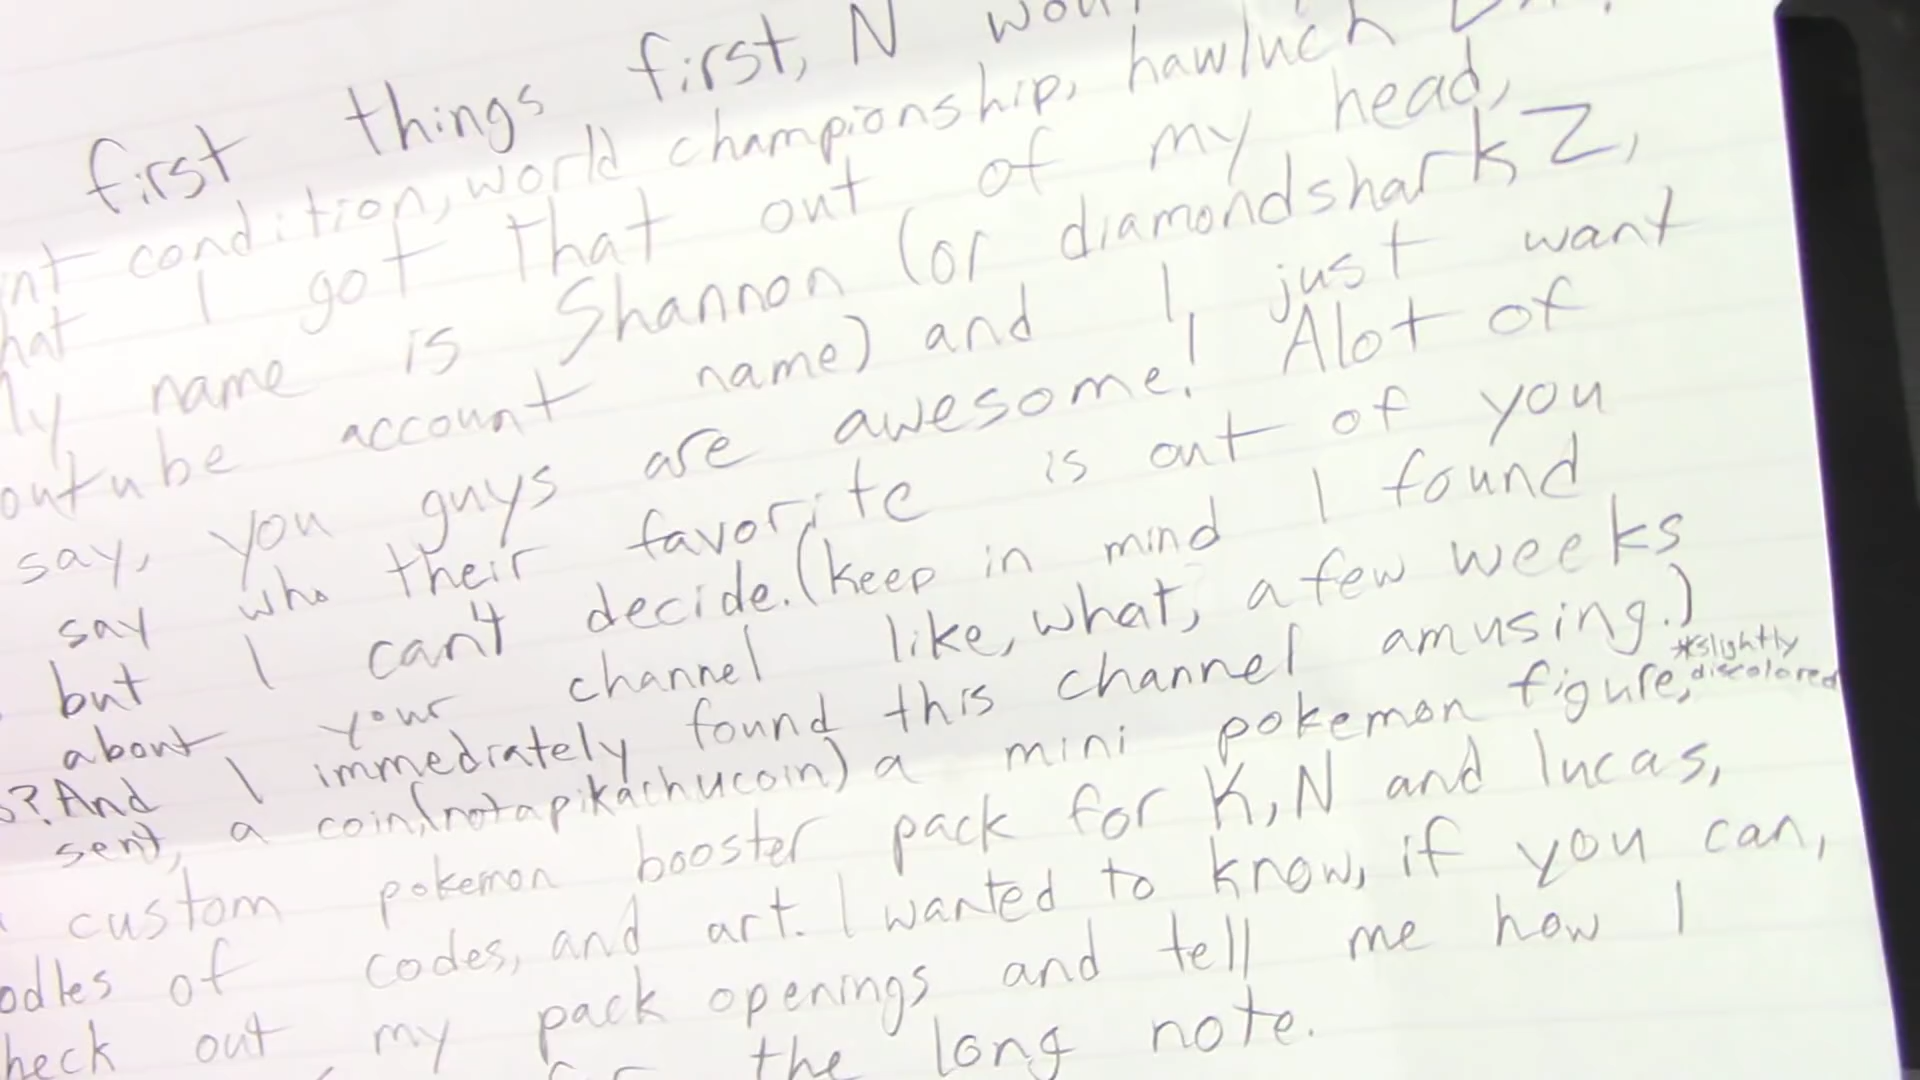 first things first, N
condition, world championship, hawluch
I got that out of my head,
name is Shannon (or diamondsharkZ,
account name) and I, just want
say, you guys are awesome! Alot of
say who their favorite is out of you
but I can't decide. (keep in mind I found
about your channel like, what, a few weeks
? And I immediately found this channel amusing.)
*slightly discolored
sent, a coin, (not a pikachu coin) a mini pokemon figure,
custom pokemon booster pack for K, N and lucas,
of codes, and art. I wanted to know, if you can,
out my pack openings and tell me how I
the long note.